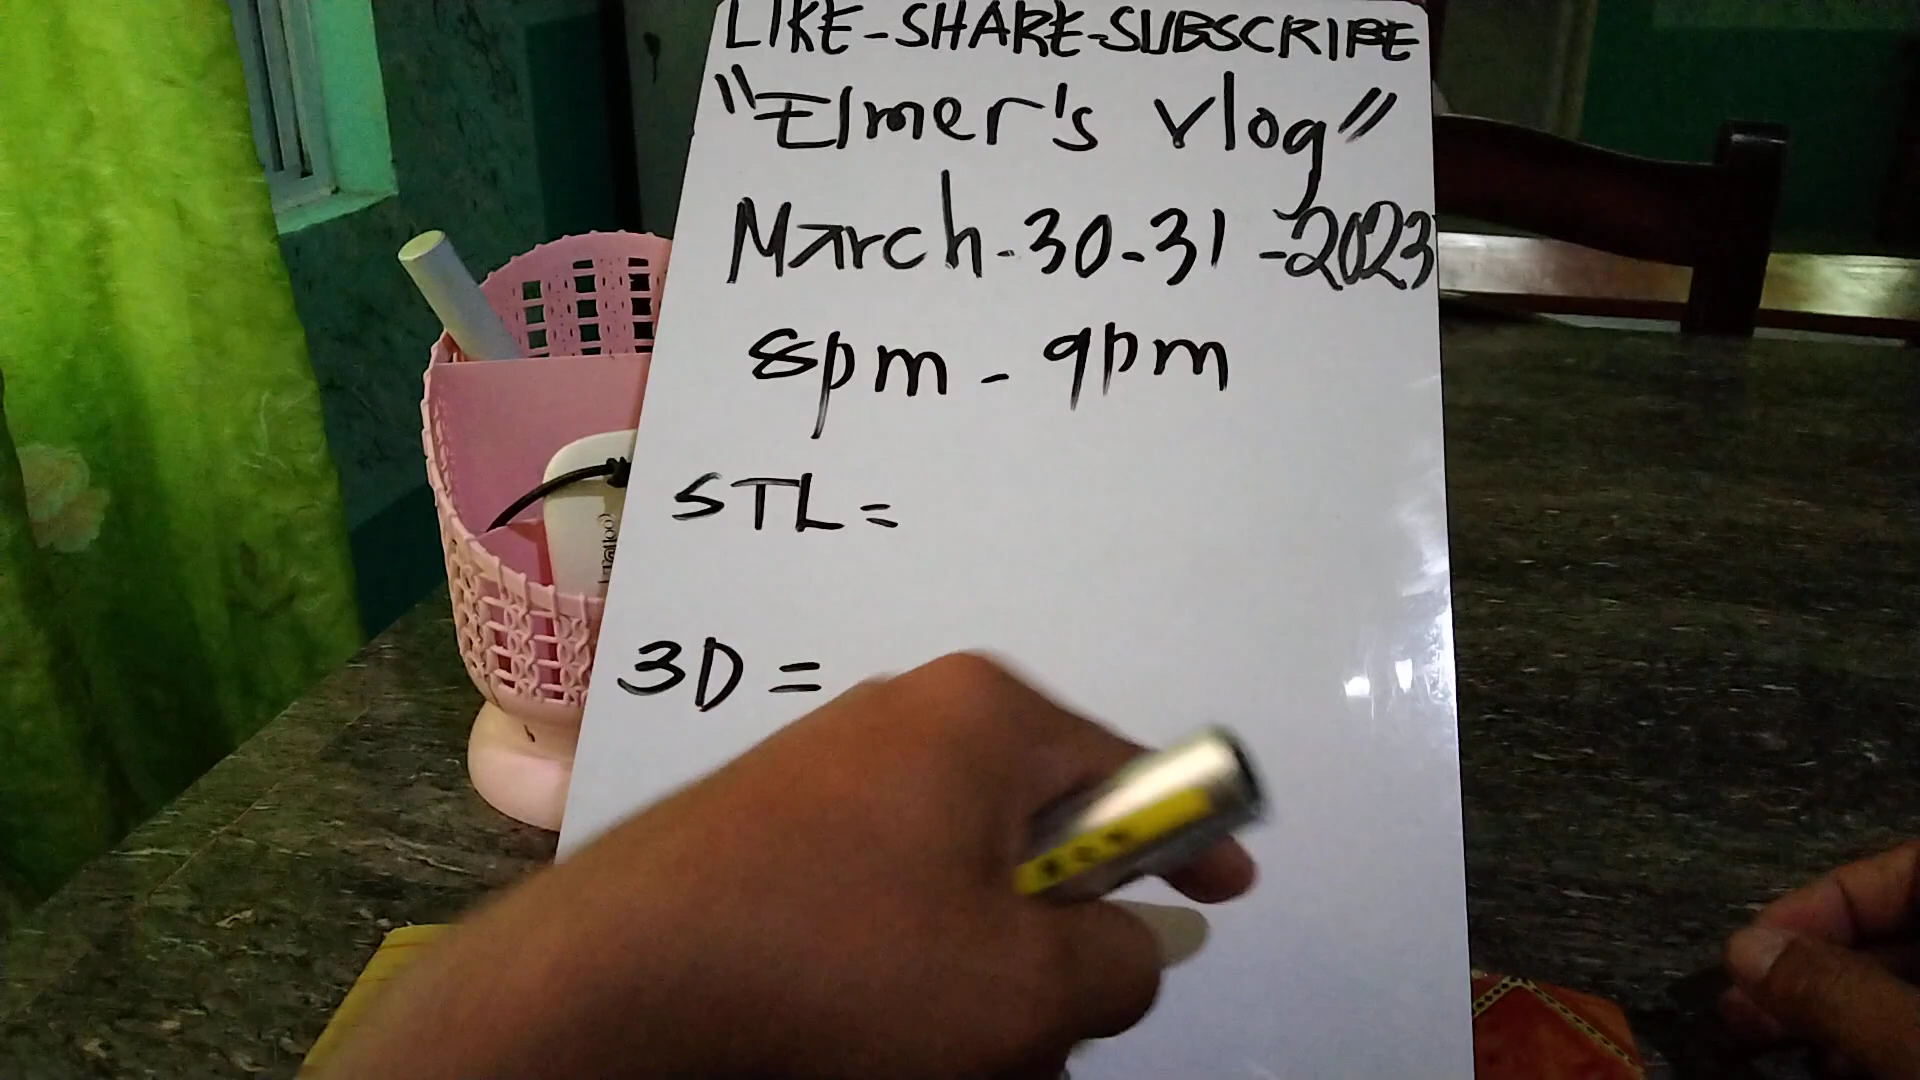 LIKE-SHARE-SUBSCRIBE
"Elmer's vlog"
March-30-31-2023
8pm-9pm
STL=
3D=